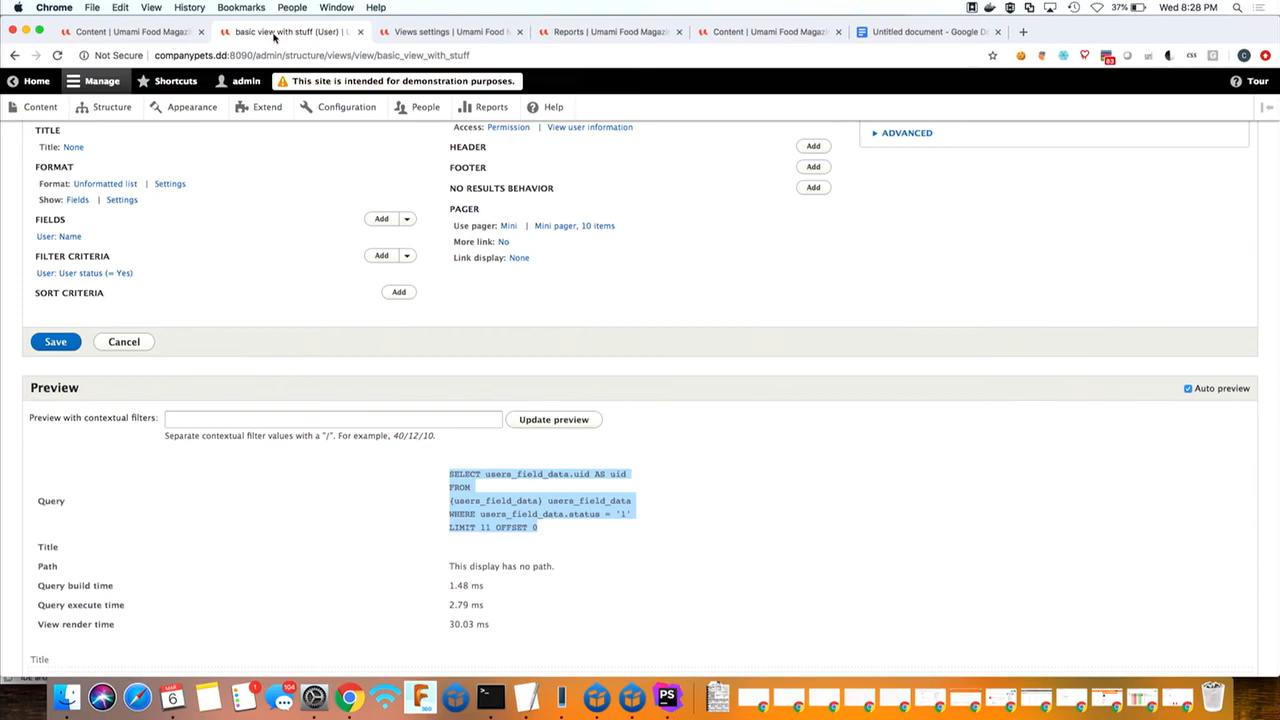 Chrome File Edit View History Bookmarks People Window Help 37% Wed 8:28 PM
Content | Umami Food Magazi basic view with stuff (User) | Views settings | Umami Food Reports | Umami Food Magazi Content | Umami Food Magazi Untitled document - Google D
Not Secure companypets.dd:8090/admin/structure/views/view/basic_view_with_stuff
Home Manage Shortcuts admin This site is intended for demonstration purposes. Tour
Content Structure Appearance Extend Configuration People Reports Help
TITLE
Title: None
FORMAT
Format: Unformatted list | Settings
Show: Fields | Settings
FIELDS Add
User: Name
FILTER CRITERIA Add
User: User status (= Yes)
SORT CRITERIA Add
Access: Permission | View user information
HEADER Add
FOOTER Add
NO RESULTS BEHAVIOR Add
PAGER
Use pager: Mini | Mini pager, 10 items
More link: No
Link display: None
ADVANCED
Save Cancel
Preview Auto preview
Preview with contextual filters: Update preview
Separate contextual filter values with a "/". For example, 40/12/10.
Query
SELECT users_field_data.uid AS uid
FROM
{users_field_data} users_field_data
WHERE users_field_data.status = '1'
LIMIT 11 OFFSET 0
Title
Path This display has no path.
Query build time 1.48 ms
Query execute time 2.79 ms
View render time 30.03 ms
Title